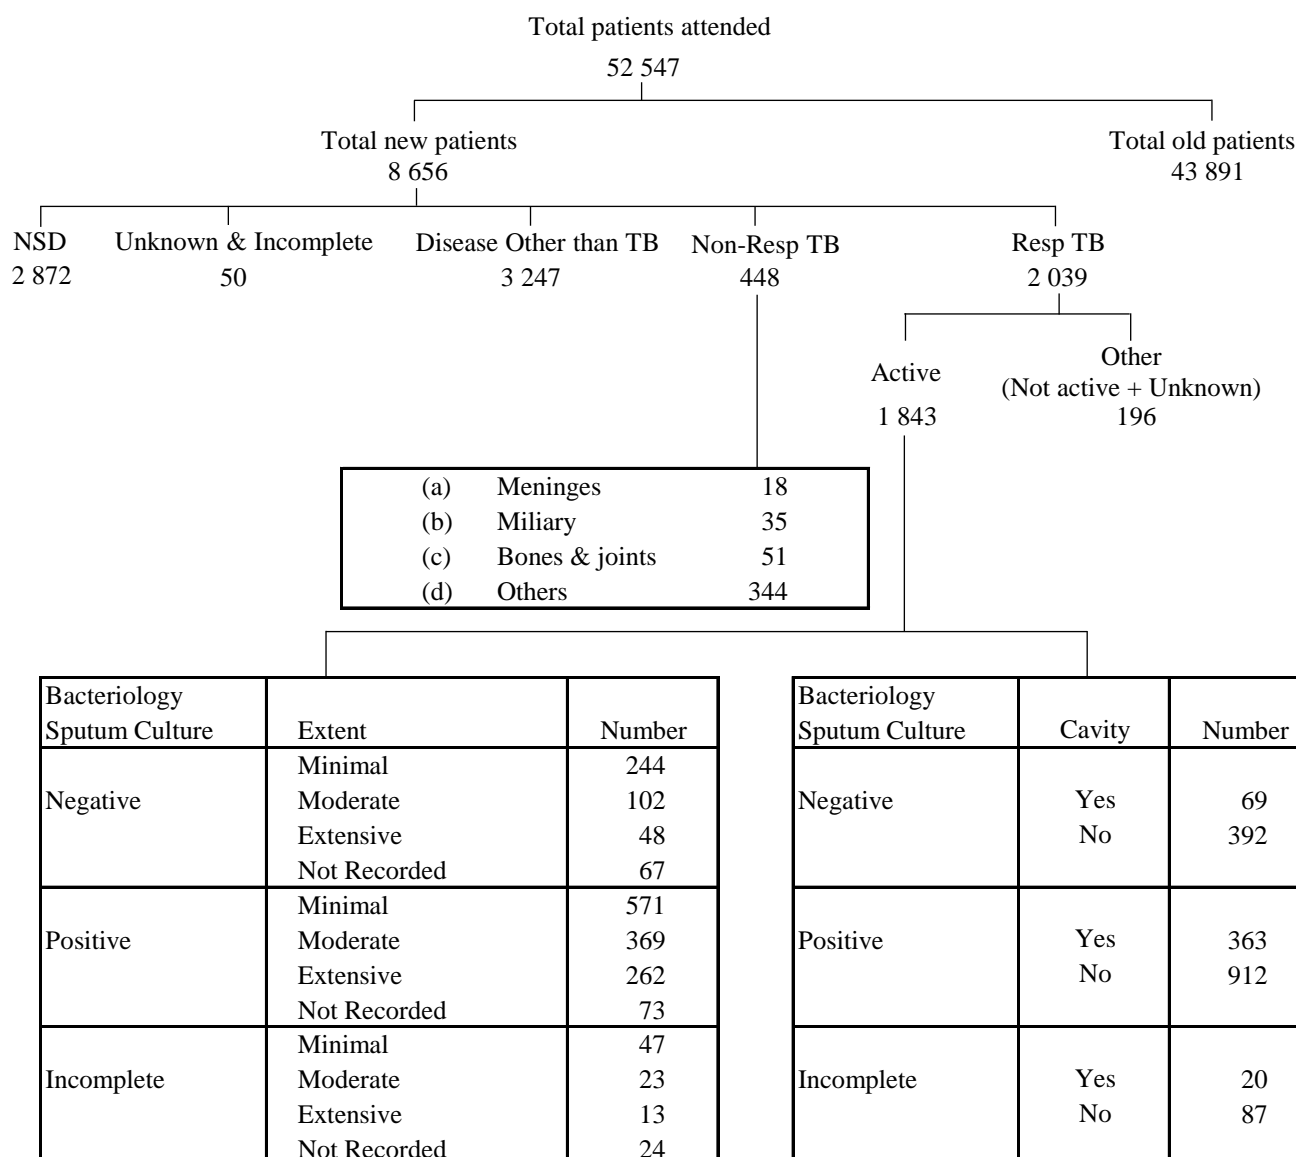 Total patients attended
52 547
Total new patients
8 656
Total old patients
43 891
NSD
2 872
Unknown & Incomplete
50
Disease Other than TB
3 247
Non-Resp TB
448
Resp TB
2 039
Active
1 843
Other
(Not active + Unknown)
196
(a) Meninges 18
(b) Miliary 35
(c) Bones & joints 51
(d) Others 344
Bacteriology
Sputum Culture Extent Number
Minimal 244
Negative Moderate 102
Extensive 48
Not Recorded 67
Minimal 571
Positive Moderate 369
Extensive 262
Not Recorded 73
Minimal 47
Incomplete Moderate 23
Extensive 13
Not Recorded 24
Bacteriology
Sputum Culture Cavity Number
Negative Yes 69
No 392
Positive Yes 363
No 912
Incomplete Yes 20
No 87